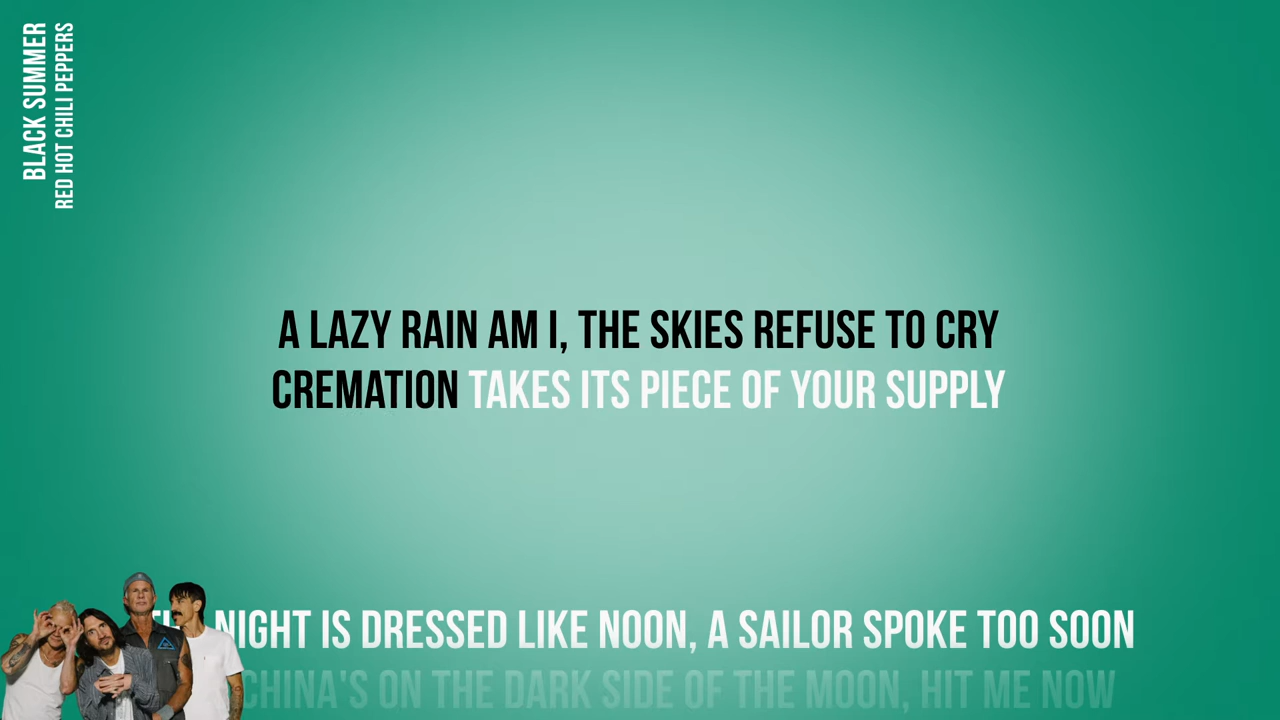 BLACK SUMMER
RED HOT CHILI PEPPERS
A LAZY RAIN AM I, THE SKIES REFUSE TO CRY
CREMATION TAKES ITS PIECE OF YOUR SUPPLY
NIGHT IS DRESSED LIKE NOON, A SAILOR SPOKE TOO SOON
CHINA'S ON THE DARK SIDE OF THE MOON, HIT ME NOW